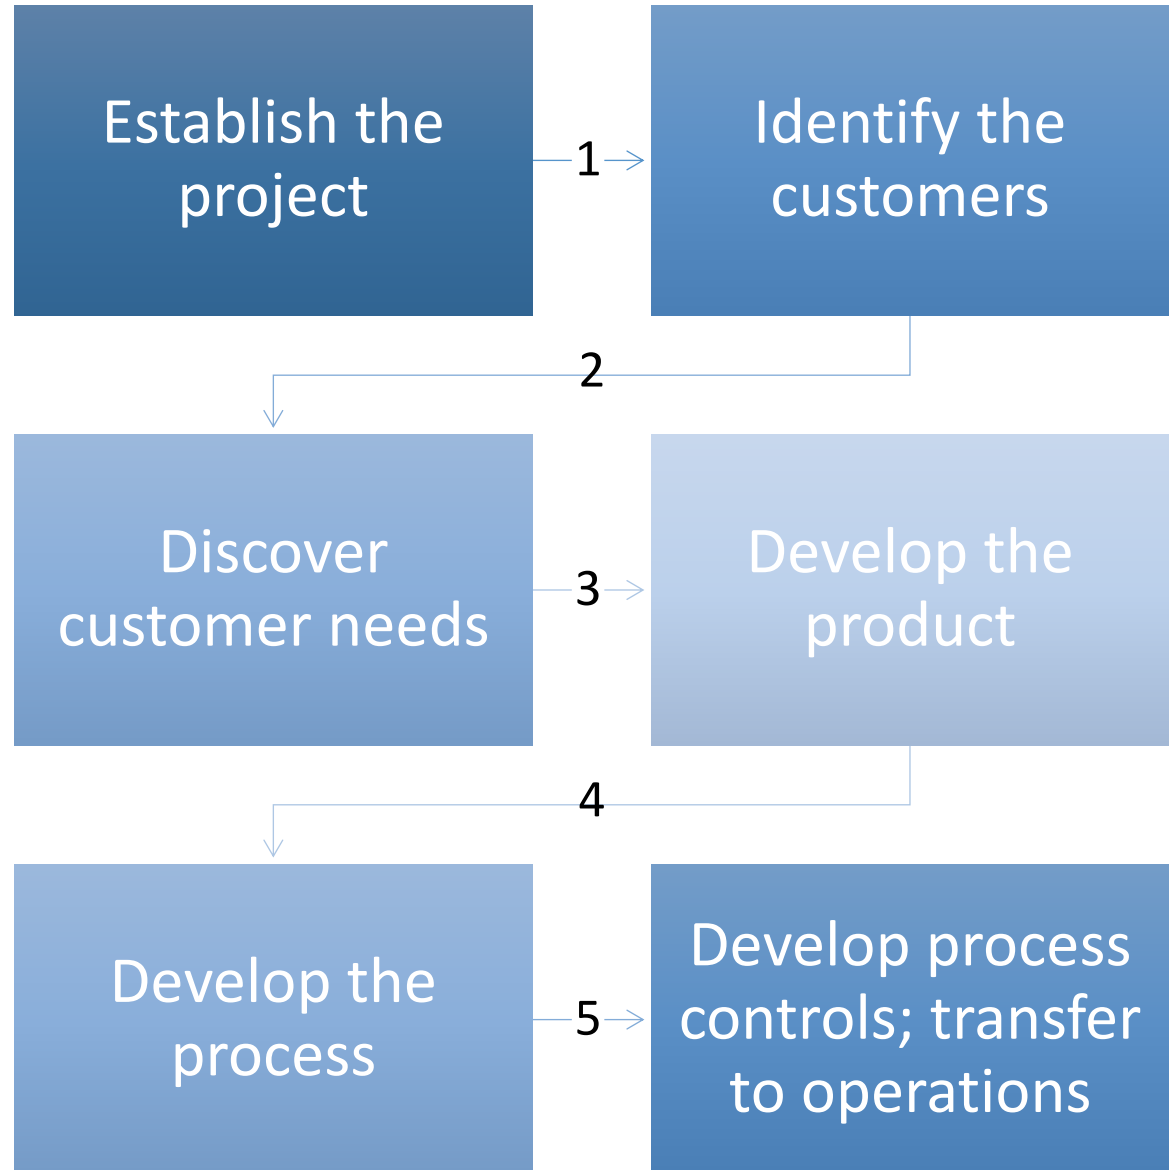 Establish the
project
1
Identify the
customers
2
Discover
customer needs
3
Develop the
product
4
Develop the
process
5
Develop process
controls; transfer
to operations